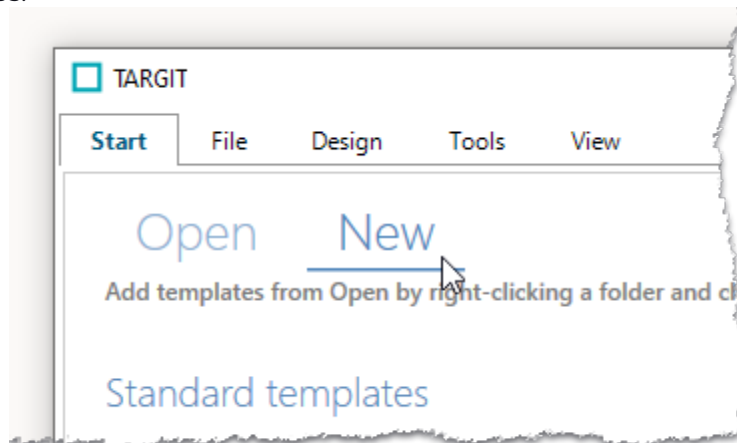 TARGIT
Start File Design Tools View
Open New
Add templates from Open by right-clicking a folder and
Standard templates